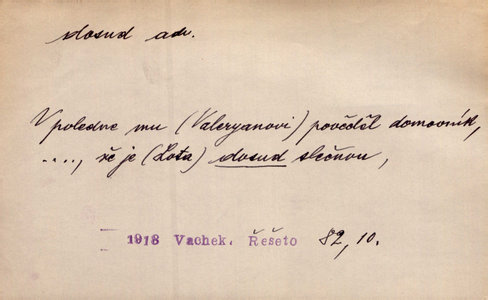 dosud adv.
V poledne mu (Valeryanovi) pověděl domovník,
...., že je (Lota) dosud slečnou,
1918 Vachek. Řešeto 82, 10.